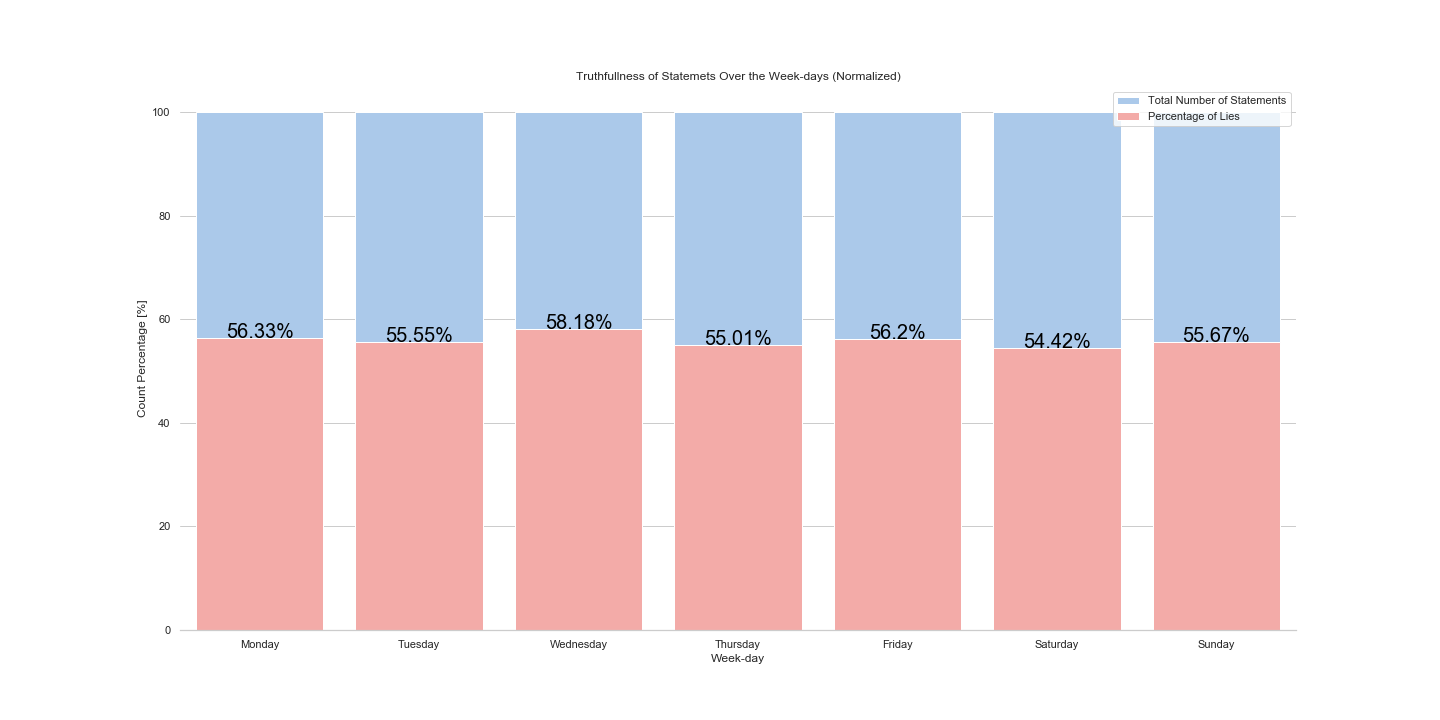 Truthfullness of Statemets Over the Week-days (Normalized)
Total Number of Statements
Percentage of Lies
Count Percentage [%]
100
80
60
40
20
0
56.33%
55.55%
58.18%
55.01%
56.2%
54.42%
55.67%
Monday
Tuesday
Wednesday
Thursday
Friday
Saturday
Sunday
Week-day